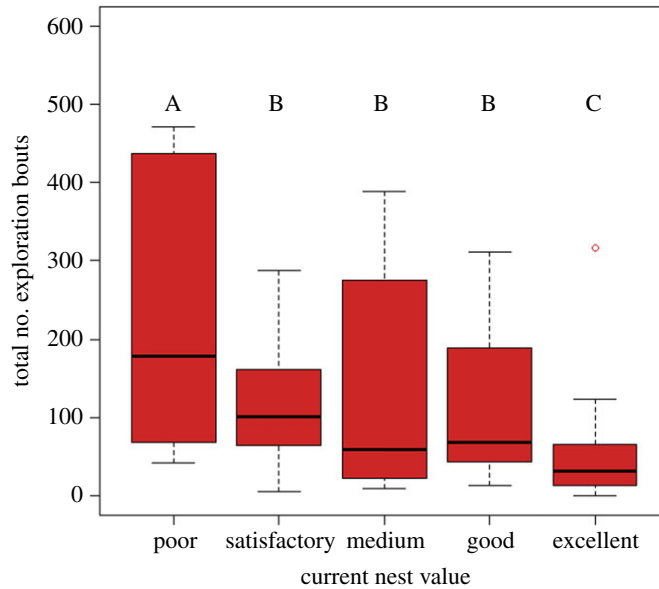 600
500
400
300
200
100
0
A B B B C
total no. exploration bouts
poor satisfactory medium good excellent
current nest value